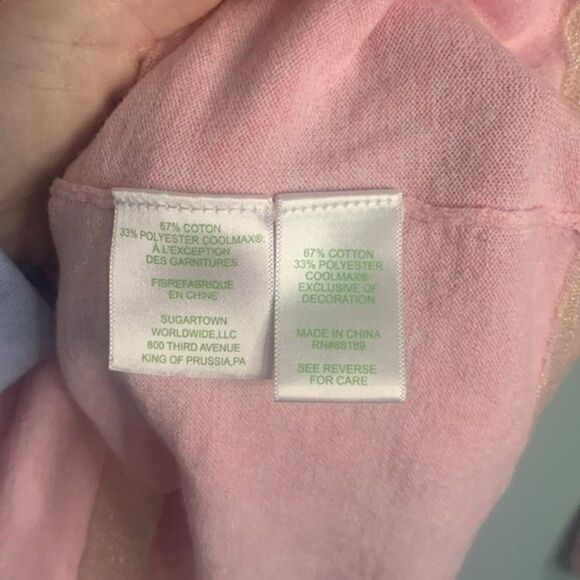 67% COTON
33% POLYESTER COOLMAX®;
À L'EXCEPTION
DES GARNITURES
FIBREFABRIQUE
EN CHINE
SUGARTOWN
WORLDWIDE,LLC
800 THIRD AVENUE
KING OF PRUSSIA,PA
67% COTTON
33% POLYESTER
COOLMAX®;
EXCLUSIVE OF
DECORATION
MADE IN CHINA
RN#88189
SEE REVERSE
FOR CARE